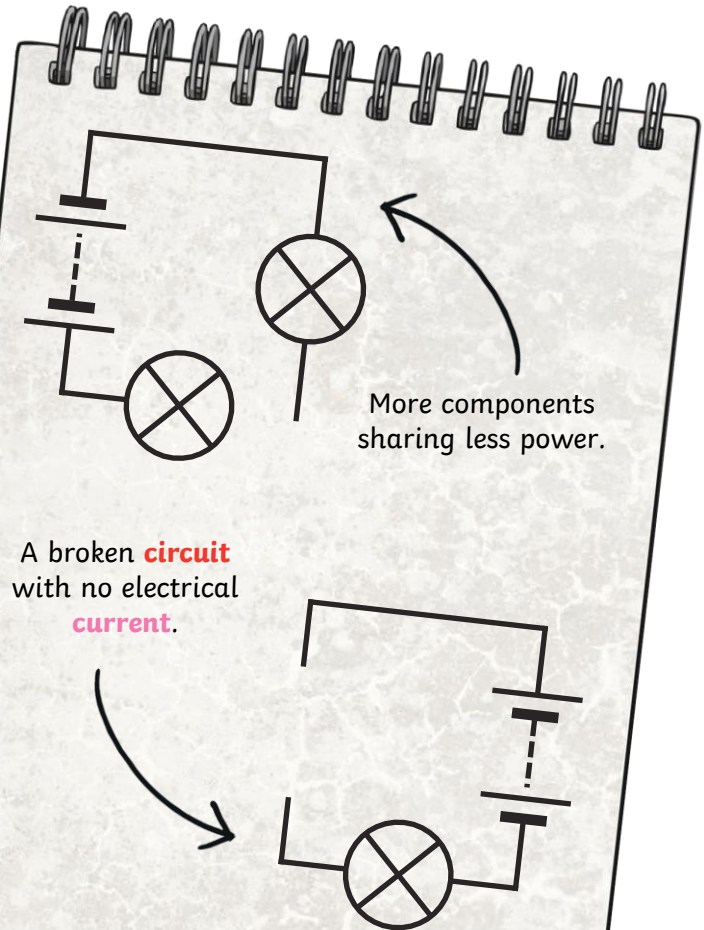 More components
sharing less power.
A broken circuit
with no electrical
current.